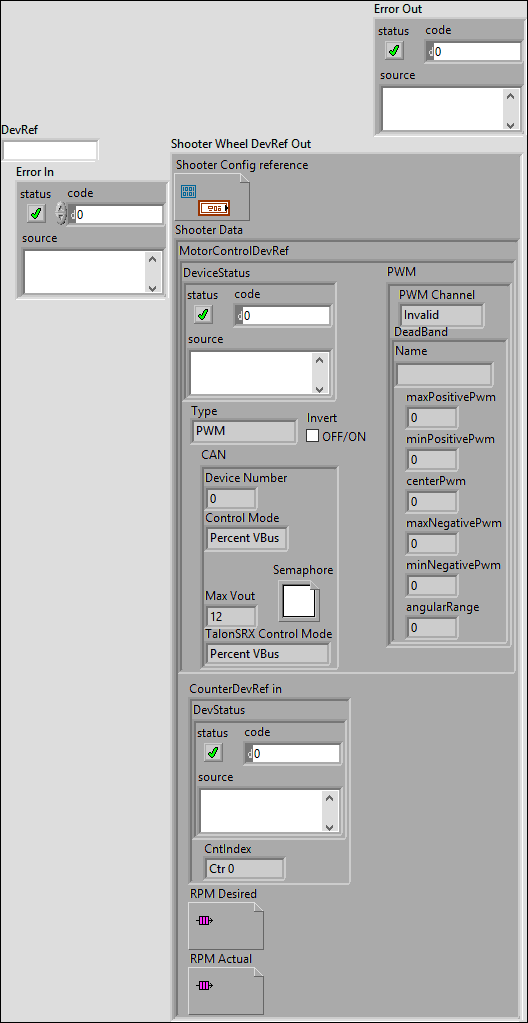 Error Out
status code
d 0
source
DevRef
Error In
status code
d 0
source
Shooter Wheel DevRef Out
Shooter Config reference
Shooter Data
MotorControlDevRef
DeviceStatus
status code
d 0
source
Type
PWM
Invert
OFF/ON
CAN
Device Number
0
Control Mode
Percent VBus
Semaphore
Max Vout
12
TalonSRX Control Mode
Percent VBus
PWM
PWM Channel
Invalid
DeadBand
Name
maxPositivePwm
0
minPositivePwm
0
centerPwm
0
maxNegativePwm
0
minNegativePwm
0
angularRange
0
CounterDevRef in
DevStatus
status code
d 0
source
CntIndex
Ctr 0
RPM Desired
RPM Actual